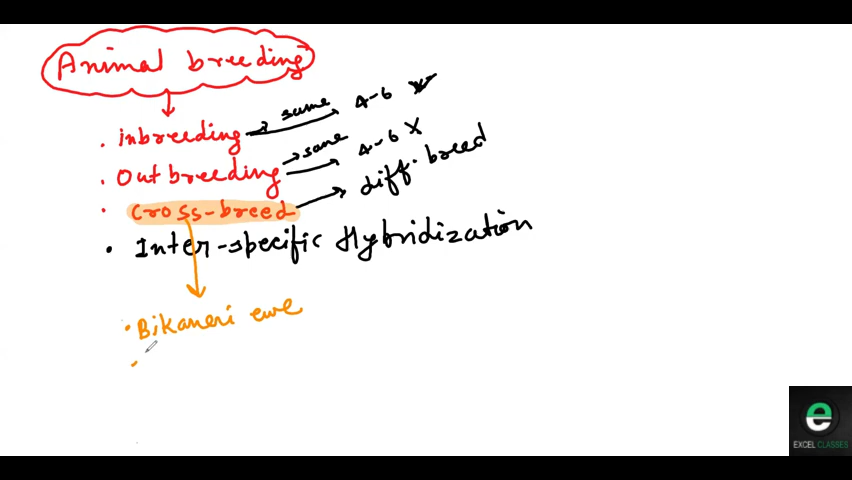 Animal breeding
• inbreeding → same → 4-6 ✓
• Out breeding → same → 4-6 X
• Cross-breed → diff. breed
• Inter-specific Hybridization
• Bikaneri ewe
•
e
EXCEL CLASSES